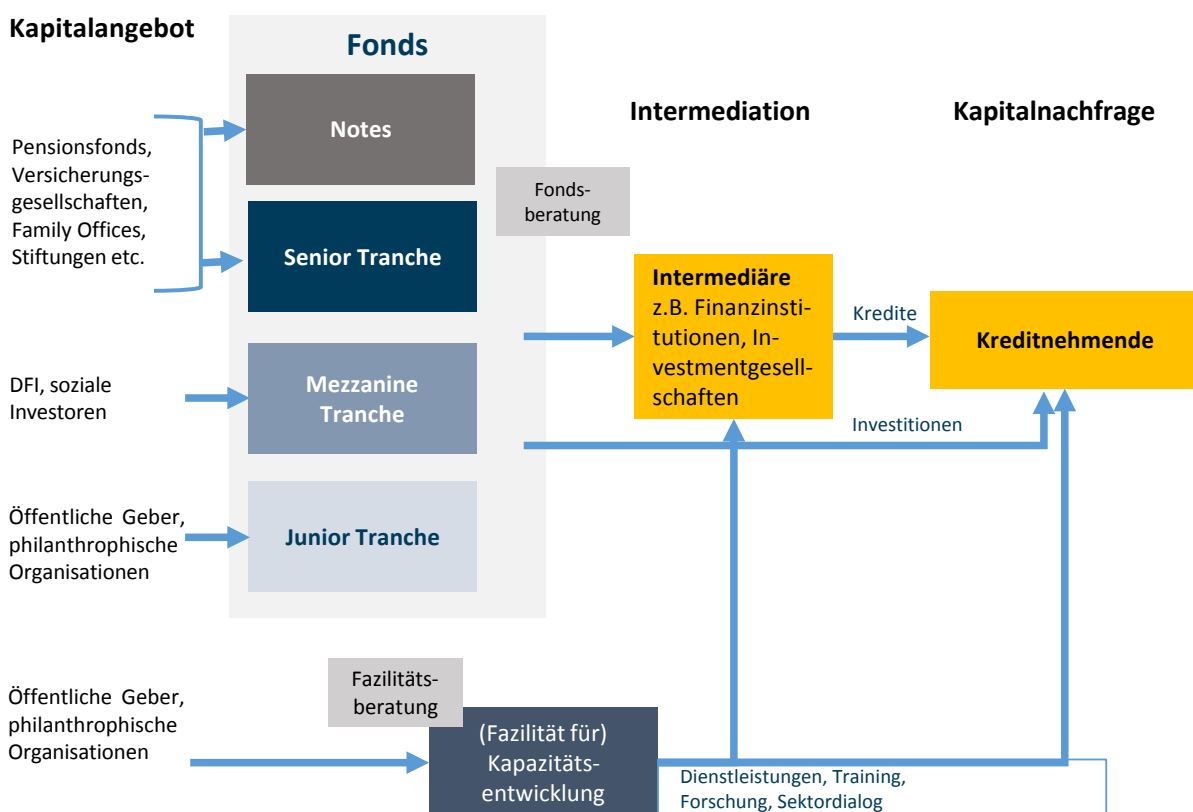 Kapitalangebot
Fonds
Intermediation
Kapitalnachfrage
Notes
Pensionsfonds,
Versicherungs-
gesellschaften,
Family Offices,
Stiftungen etc.
Fonds-
beratung
Senior Tranche
Intermediäre
z.B. Finanzinsti-
tutionen, In-
vestmentgesell-
schaften
Kredite
Kreditnehmende
DFI, soziale
Investoren
Mezzanine
Tranche
Investitionen
Öffentliche Geber,
philanthrophische
Organisationen
Junior Tranche
Fazilitäts-
beratung
Öffentliche Geber,
philanthrophische
Organisationen
(Fazilität für)
Kapazitäts-
entwicklung
Dienstleistungen, Training,
Forschung, Sektordialog